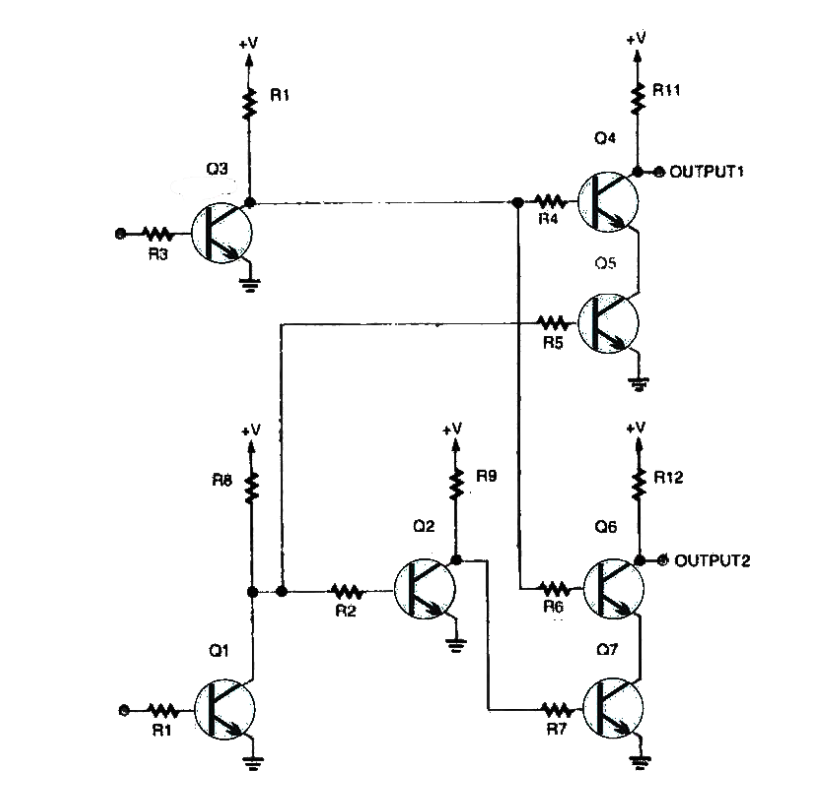 +V
+V
R1
R11
Q4
Q3
OUTPUT1
R4
R3
Q5
R5
+V
+V
+V
R8
R9
R12
Q2
Q6
OUTPUT2
R2
R6
Q1
Q7
R1
R7